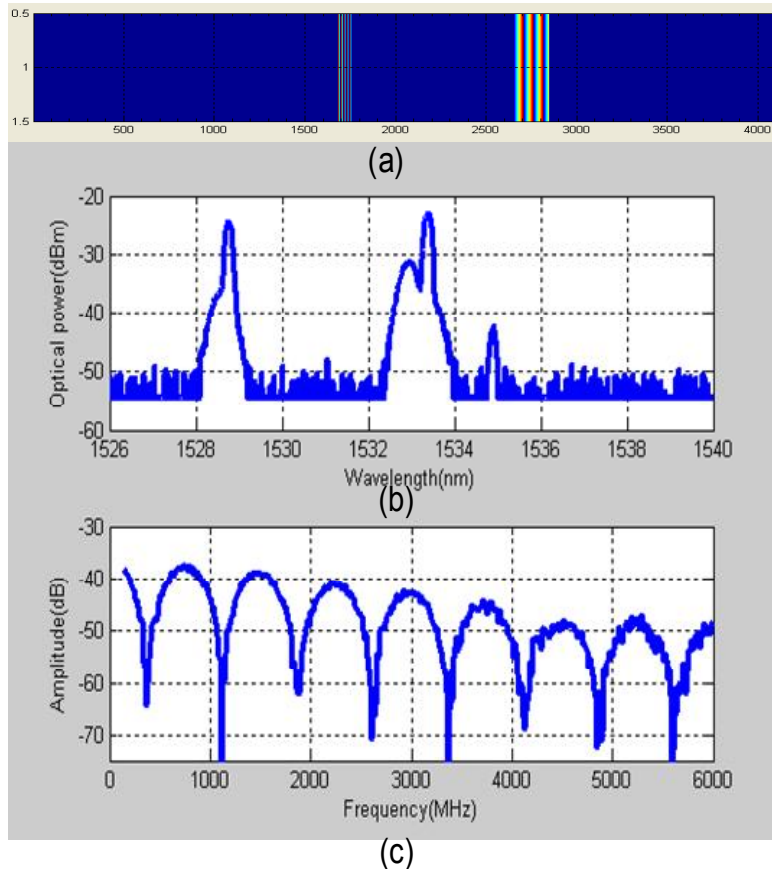 0.5
1
1.5
500 1000 1500 2000 2500 3000 3500 4000
(a)
-20
-30
-40
-50
-60
Optical power(dBm)
1526 1528 1530 1532 1534 1536 1538 1540
Wavelength(nm)
(b)
-30
-40
-50
-60
-70
Amplitude(dB)
0 1000 2000 3000 4000 5000 6000
Frequency(MHz)
(c)